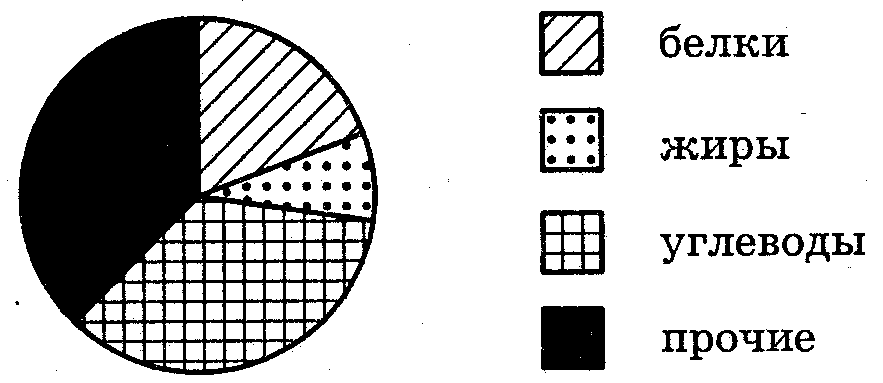 белки
жиры
углеводы
прочие